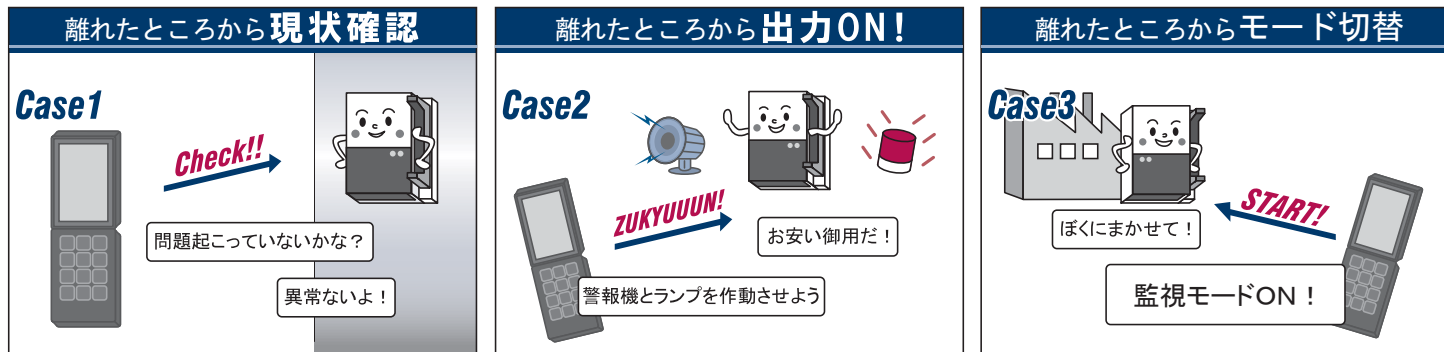 離れたところから現状確認
Case1
Check!!
問題起こっていないかな？
異常ないよ！
離れたところから出力ON！
Case2
ZUKYUUUN!
お安い御用だ！
警報機とランプを作動させよう
離れたところからモード切替
Case3
START!
ぼくにまかせて！
監視モードON！